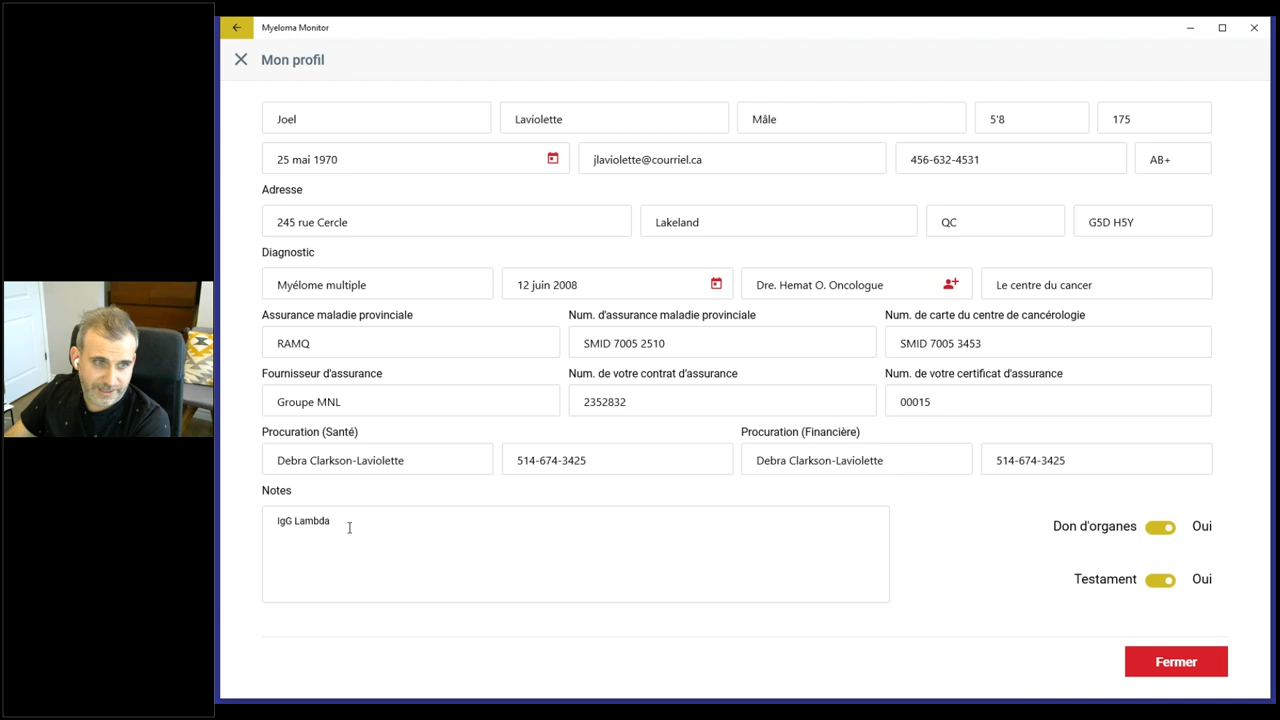 Myeloma Monitor
Mon profil
Joel Laviolette Mâle 5'8 175
25 mai 1970 jlaviolette@courriel.ca 456-632-4531 AB+
Adresse
245 rue Cercle Lakeland QC G5D H5Y
Diagnostic
Myélome multiple 12 juin 2008 Dre. Hemat O. Oncologue Le centre du cancer
Assurance maladie provinciale Num. d'assurance maladie provinciale Num. de carte du centre de cancérologie
RAMQ SMID 7005 2510 SMID 7005 3453
Fournisseur d'assurance Num. de votre contrat d'assurance Num. de votre certificat d'assurance
Groupe MNL 2352832 00015
Procuration (Santé) Procuration (Financière)
Debra Clarkson-Laviolette 514-674-3425 Debra Clarkson-Laviolette 514-674-3425
Notes
IgG Lambda
Don d'organes Oui
Testament Oui
Fermer